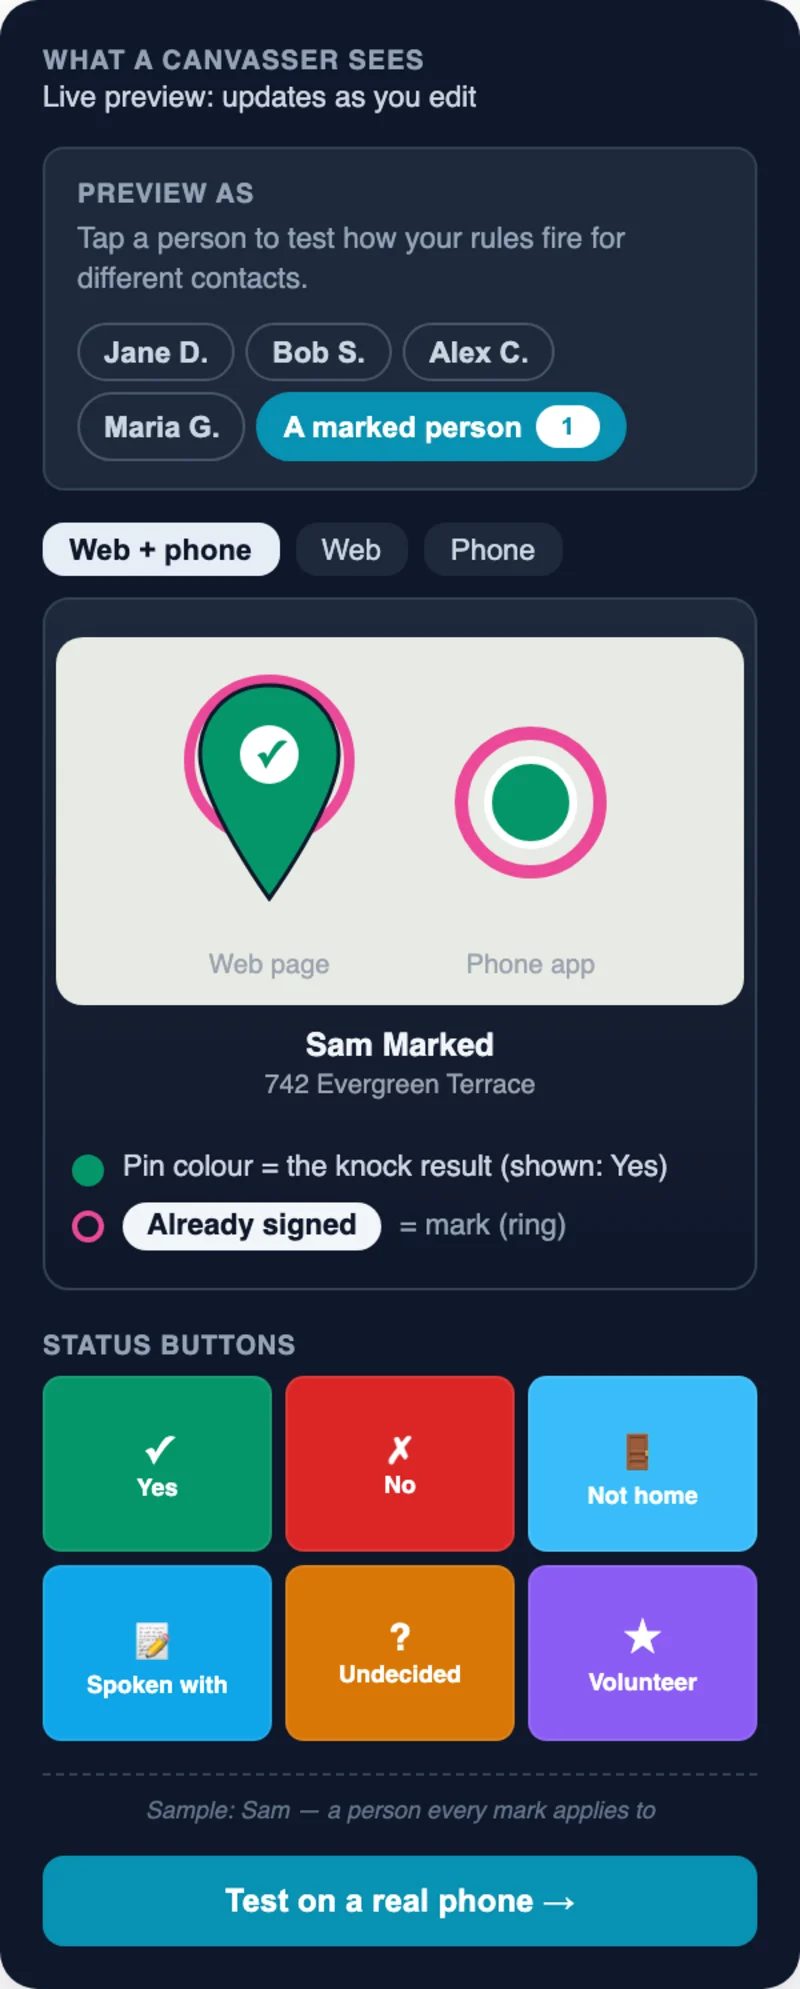 WHAT A CANVASSER SEES
Live preview: updates as you edit
PREVIEW AS
Tap a person to test how your rules fire for
different contacts.
Jane D.
Bob S.
Alex C.
Maria G.
A marked person 1
Web + phone
Web
Phone
Web page
Phone app
Sam Marked
742 Evergreen Terrace
Pin colour = the knock result (shown: Yes)
Already signed = mark (ring)
STATUS BUTTONS
✓
Yes
✗
No
Not home
Spoken with
?
Undecided
★
Volunteer
Sample: Sam — a person every mark applies to
Test on a real phone →